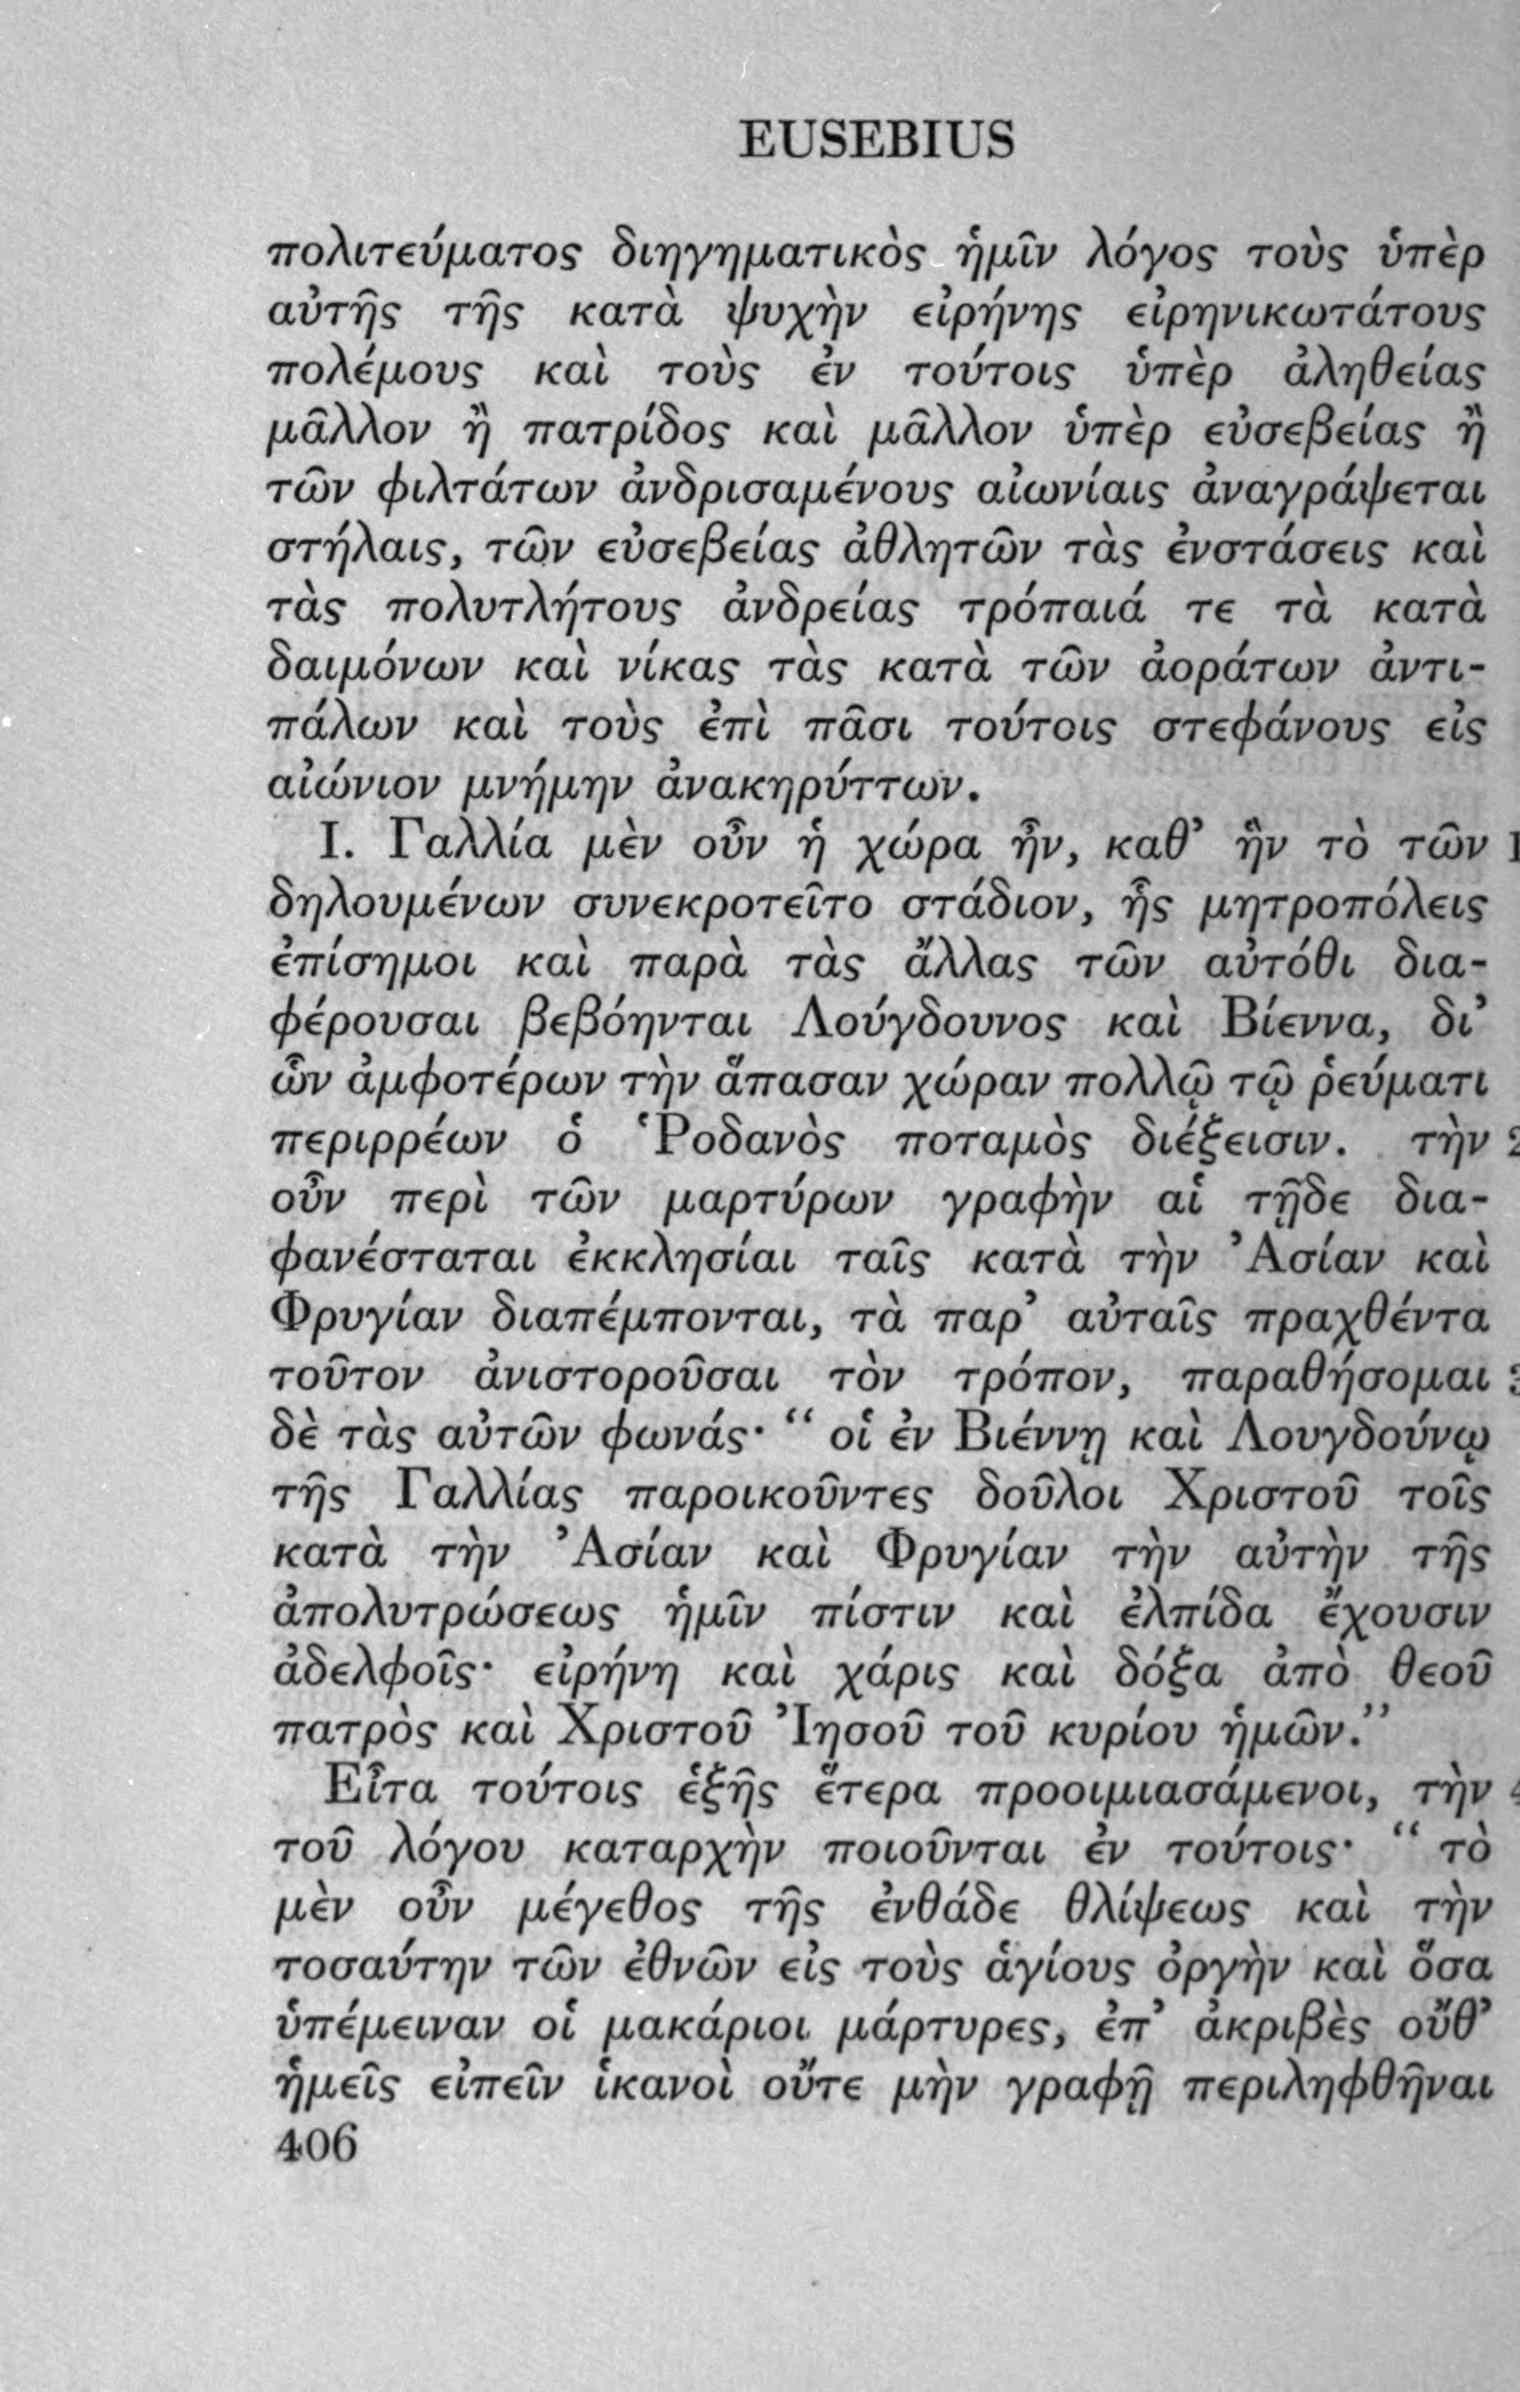 EUSEBIUS
πολιτεύματος διηγηματικὸς ἡμῖν λόγος τοὺς ὑπὲρ
αὐτῆς τῆς κατὰ ψυχὴν εἰρήνης εἰρηνικωτάτους
πολέμους καὶ τοὺς ἐν τούτοις ὑπὲρ ἀληθείας
μᾶλλον ἢ πατρίδος καὶ μᾶλλον ὑπὲρ εὐσεβείας ἢ
τῶν φιλτάτων ἀνδρισαμένους αἰωνίαις ἀναγράψεται
στήλαις, τῶν εὐσεβείας ἀθλητῶν τὰς ἐνστάσεις καὶ
τὰς πολυτλήτους ἀνδρείας τρόπαιά τε τὰ κατὰ
δαιμόνων καὶ νίκας τὰς κατὰ τῶν ἀοράτων ἀντι-
πάλων καὶ τοὺς ἐπὶ πᾶσι τούτοις στεφάνους εἰς
αἰώνιον μνήμην ἀνακηρύττων.
I. Γαλλία μὲν οὖν ἡ χώρα ἦν, καθ’ ἣν τὸ τῶν 1
δηλουμένων συνεκροτεῖτο στάδιον, ἧς μητροπόλεις
ἐπίσημοι καὶ παρὰ τὰς ἄλλας τῶν αὐτόθι δια-
φέρουσαι βεβόηνται Λούγδουνος καὶ Βίεννα, δι’
ὧν ἀμφοτέρων τὴν ἅπασαν χώραν πολλῷ τῷ ῥεύματι
περιρρέων ὁ Ῥοδανὸς ποταμὸς διέξεισιν. τὴν 2
οὖν περὶ τῶν μαρτύρων γραφὴν αἱ τῇδε δια-
φανέσταται ἐκκλησίαι ταῖς κατὰ τὴν Ἀσίαν καὶ
Φρυγίαν διαπέμπονται, τὰ παρ’ αὐταῖς πραχθέντα
τοῦτον ἀνιστοροῦσαι τὸν τρόπον, παραθήσομαι 3
δὲ τὰς αὐτῶν φωνάς· “ οἱ ἐν Βιέννῃ καὶ Λουγδούνῳ
τῆς Γαλλίας παροικοῦντες δοῦλοι Χριστοῦ τοῖς
κατὰ τὴν Ἀσίαν καὶ Φρυγίαν τὴν αὐτὴν τῆς
ἀπολυτρώσεως ἡμῖν πίστιν καὶ ἐλπίδα ἔχουσιν
ἀδελφοῖς· εἰρήνη καὶ χάρις καὶ δόξα ἀπὸ θεοῦ
πατρὸς καὶ Χριστοῦ Ἰησοῦ τοῦ κυρίου ἡμῶν.”
Εἶτα τούτοις ἑξῆς ἕτερα προοιμιασάμενοι, τὴν 4
τοῦ λόγου καταρχὴν ποιοῦνται ἐν τούτοις· “ τὸ
μὲν οὖν μέγεθος τῆς ἐνθάδε θλίψεως καὶ τὴν
τοσαύτην τῶν ἐθνῶν εἰς τοὺς ἁγίους ὀργὴν καὶ ὅσα
ὑπέμειναν οἱ μακάριοι μάρτυρες, ἐπ’ ἀκριβὲς οὔθ’
ἡμεῖς εἰπεῖν ἱκανοὶ οὔτε μὴν γραφῇ περιληφθῆναι
406